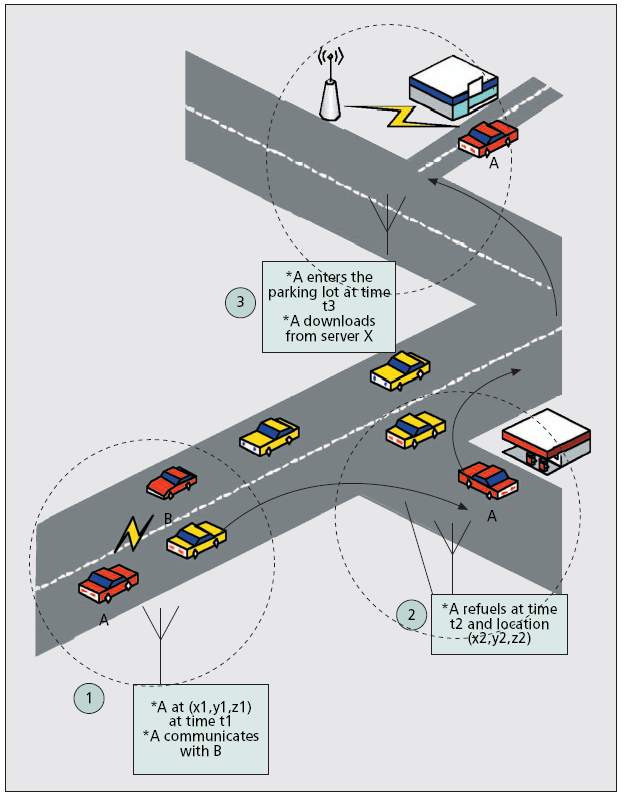 A
*A enters the
parking lot at time
t3
*A downloads
from server X
3
B
A
A
2
*A refuels at time
t2 and location
(x2,y2,z2)
1
*A at (x1,y1,z1)
at time t1
*A communicates
with B